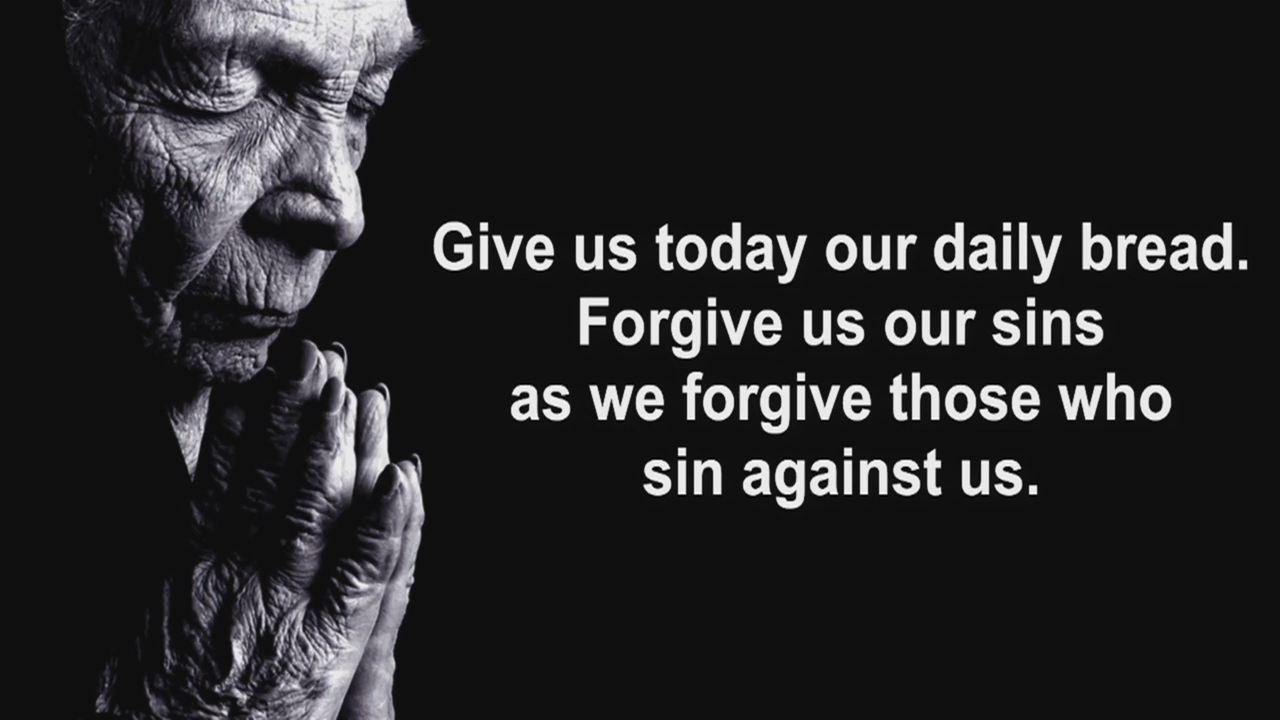 Give us today our daily bread.
Forgive us our sins
as we forgive those who
sin against us.